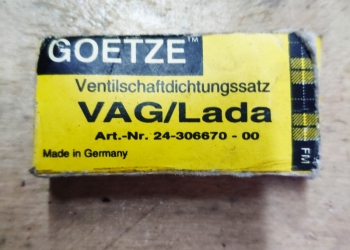 GOETZE™
Ventilschaftdichtungssatz
VAG/Lada
Art.-Nr. 24-306670 - 00
Made in Germany
FM